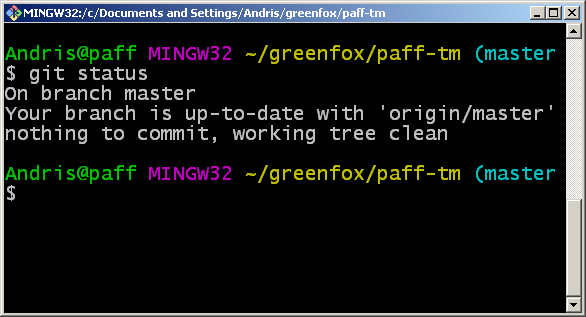 MINGW32:/c/Documents and Settings/Andris/greenfox/paff-tm
Andris@paff MINGW32 ~/greenfox/paff-tm (master
$ git status
On branch master
Your branch is up-to-date with 'origin/master'
nothing to commit, working tree clean
Andris@paff MINGW32 ~/greenfox/paff-tm (master
$